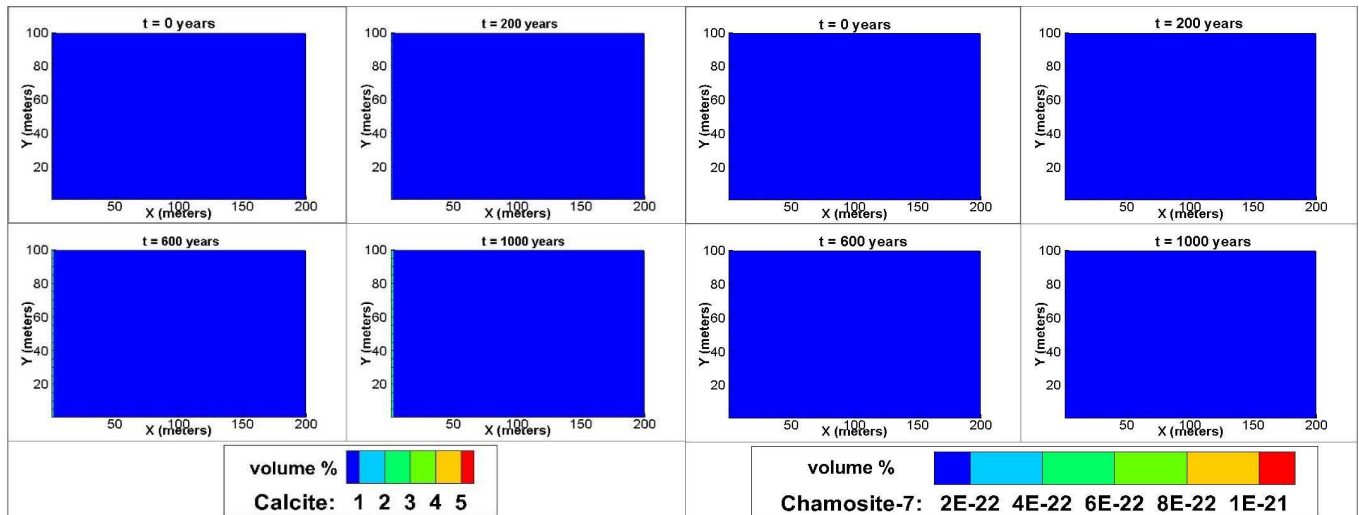 t = 0 years
100
80
60
40
20
Y (meters)
50 100 150 200
X (meters)
t = 200 years
100
80
60
40
20
Y (meters)
50 100 150 200
X (meters)
t = 0 years
100
80
60
40
20
Y (meters)
50 100 150 200
X (meters)
t = 200 years
100
80
60
40
20
Y (meters)
50 100 150 200
X (meters)
t = 600 years
100
80
60
40
20
Y (meters)
50 100 150 200
X (meters)
t = 1000 years
100
80
60
40
20
Y (meters)
50 100 150 200
X (meters)
t = 600 years
100
80
60
40
20
Y (meters)
50 100 150 200
X (meters)
t = 1000 years
100
80
60
40
20
Y (meters)
50 100 150 200
X (meters)
volume %
Calcite: 1 2 3 4 5
volume %
Chamosite-7: 2E-22 4E-22 6E-22 8E-22 1E-21